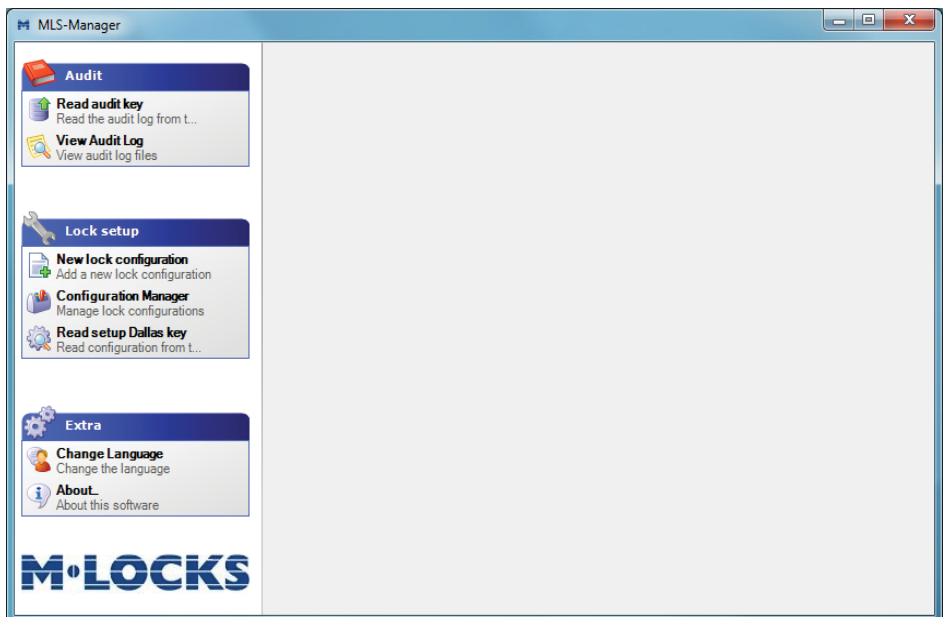 MLS-Manager
Audit
Read audit key
Read the audit log from t...
View Audit Log
View audit log files
Lock setup
New lock configuration
Add a new lock configuration
Configuration Manager
Manage lock configurations
Read setup Dallas key
Read configuration from t...
Extra
Change Language
Change the language
About...
About this software
M•LOCKS